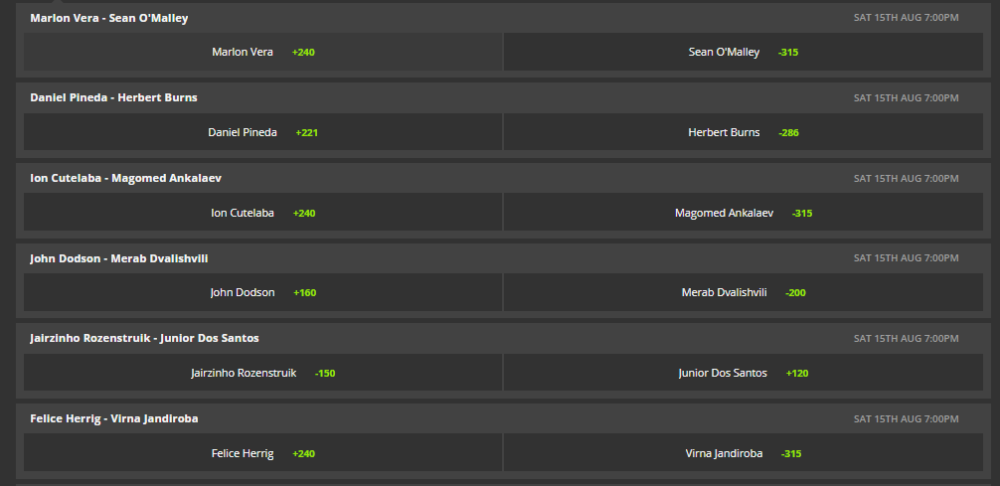 Marlon Vera - Sean O'Malley SAT 15TH AUG 7:00PM
Marlon Vera +240 Sean O'Malley -315
Daniel Pineda - Herbert Burns SAT 15TH AUG 7:00PM
Daniel Pineda +221 Herbert Burns -286
Ion Cutelaba - Magomed Ankalaev SAT 15TH AUG 7:00PM
Ion Cutelaba +240 Magomed Ankalaev -315
John Dodson - Merab Dvalishvili SAT 15TH AUG 7:00PM
John Dodson +160 Merab Dvalishvili -200
Jairzinho Rozenstruik - Junior Dos Santos SAT 15TH AUG 7:00PM
Jairzinho Rozenstruik -150 Junior Dos Santos +120
Felice Herrig - Virna Jandiroba SAT 15TH AUG 7:00PM
Felice Herrig +240 Virna Jandiroba -315